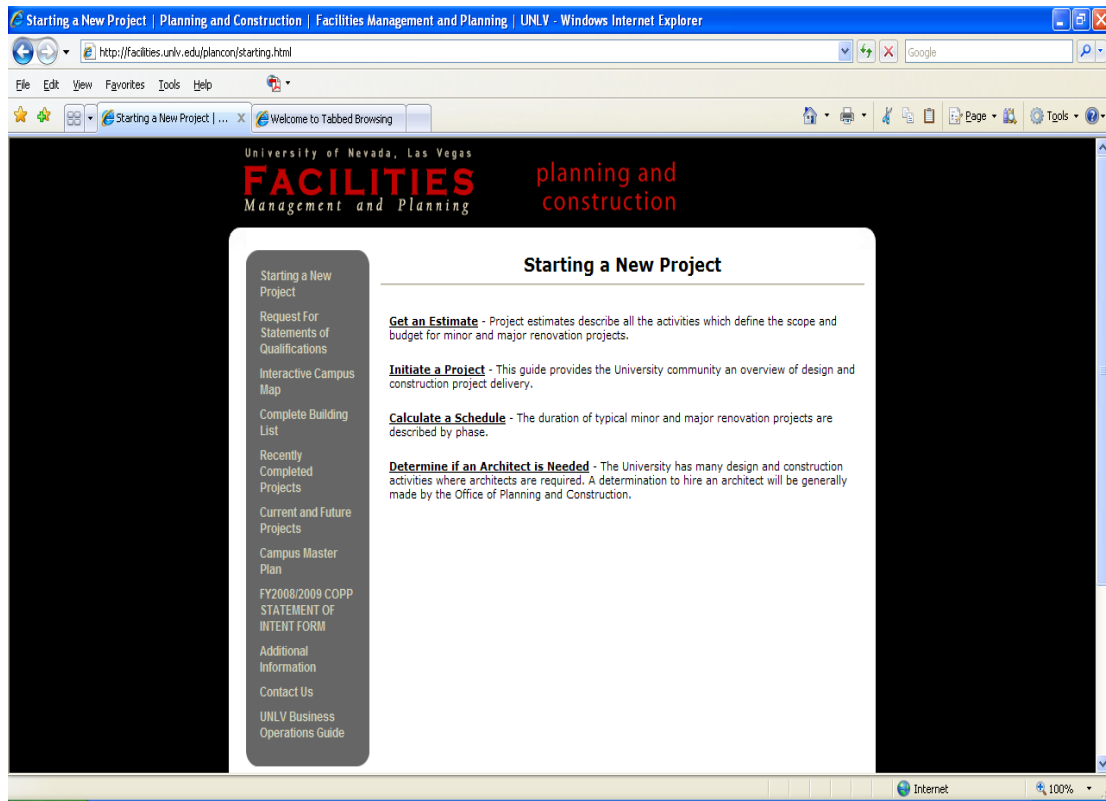 Starting a New Project | Planning and Construction | Facilities Management and Planning | UNLV - Windows Internet Explorer
http://facilities.unlv.edu/plancon/starting.html
Google
File Edit View Favorites Tools Help
Starting a New Project | ... X Welcome to Tabbed Browsing
Page Tools
University of Nevada, Las Vegas
FACILITIES
Management and Planning
planning and
construction
Starting a New
Project
Request For
Statements of
Qualifications
Interactive Campus
Map
Complete Building
List
Recently
Completed
Projects
Current and Future
Projects
Campus Master
Plan
FY2008/2009 COPP
STATEMENT OF
INTENT FORM
Additional
Information
Contact Us
UNLV Business
Operations Guide
Starting a New Project
Get an Estimate - Project estimates describe all the activities which define the scope and
budget for minor and major renovation projects.
Initiate a Project - This guide provides the University community an overview of design and
construction project delivery.
Calculate a Schedule - The duration of typical minor and major renovation projects are
described by phase.
Determine if an Architect is Needed - The University has many design and construction
activities where architects are required. A determination to hire an architect will be generally
made by the Office of Planning and Construction.
Internet
100%